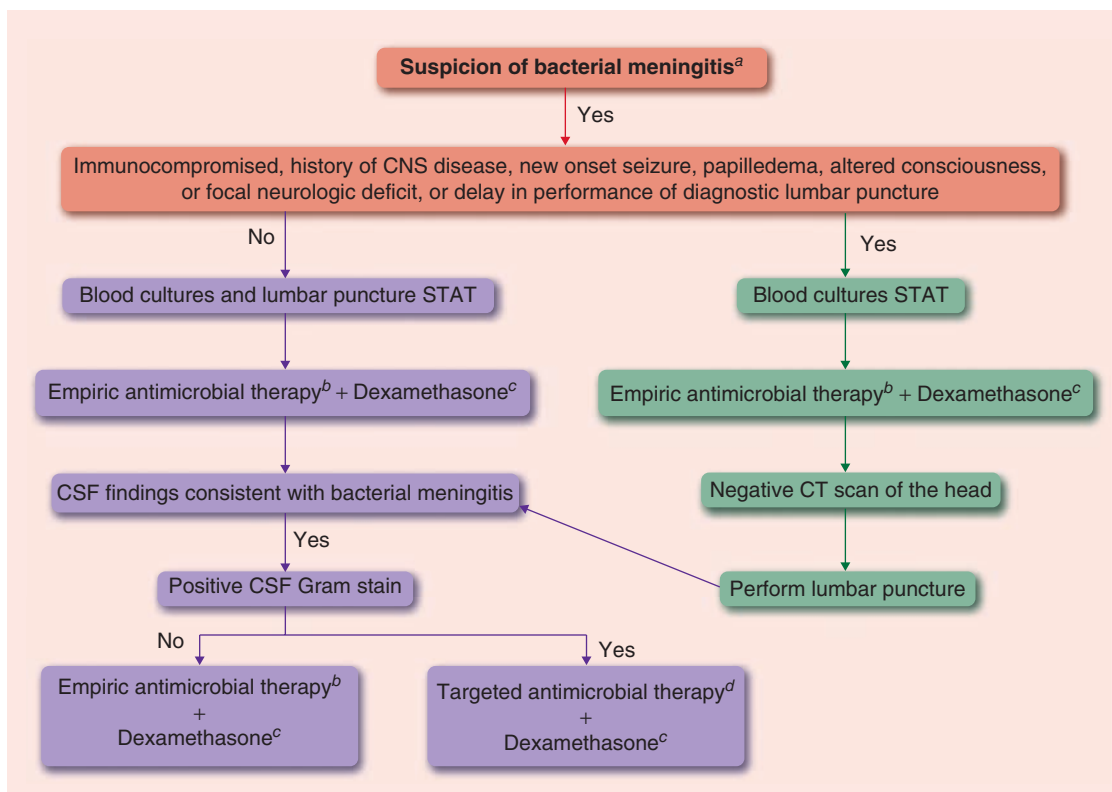 Suspicion of bacterial meningitisᵃ
Yes
Immunocompromised, history of CNS disease, new onset seizure, papilledema, altered consciousness,
or focal neurologic deficit, or delay in performance of diagnostic lumbar puncture
No
Yes
Blood cultures and lumbar puncture STAT
Blood cultures STAT
Empiric antimicrobial therapyᵇ + Dexamethasoneᶜ
Empiric antimicrobial therapyᵇ + Dexamethasoneᶜ
CSF findings consistent with bacterial meningitis
Negative CT scan of the head
Yes
Positive CSF Gram stain
Perform lumbar puncture
No
Yes
Empiric antimicrobial therapyᵇ
+
Dexamethasoneᶜ
Targeted antimicrobial therapyᵈ
+
Dexamethasoneᶜ